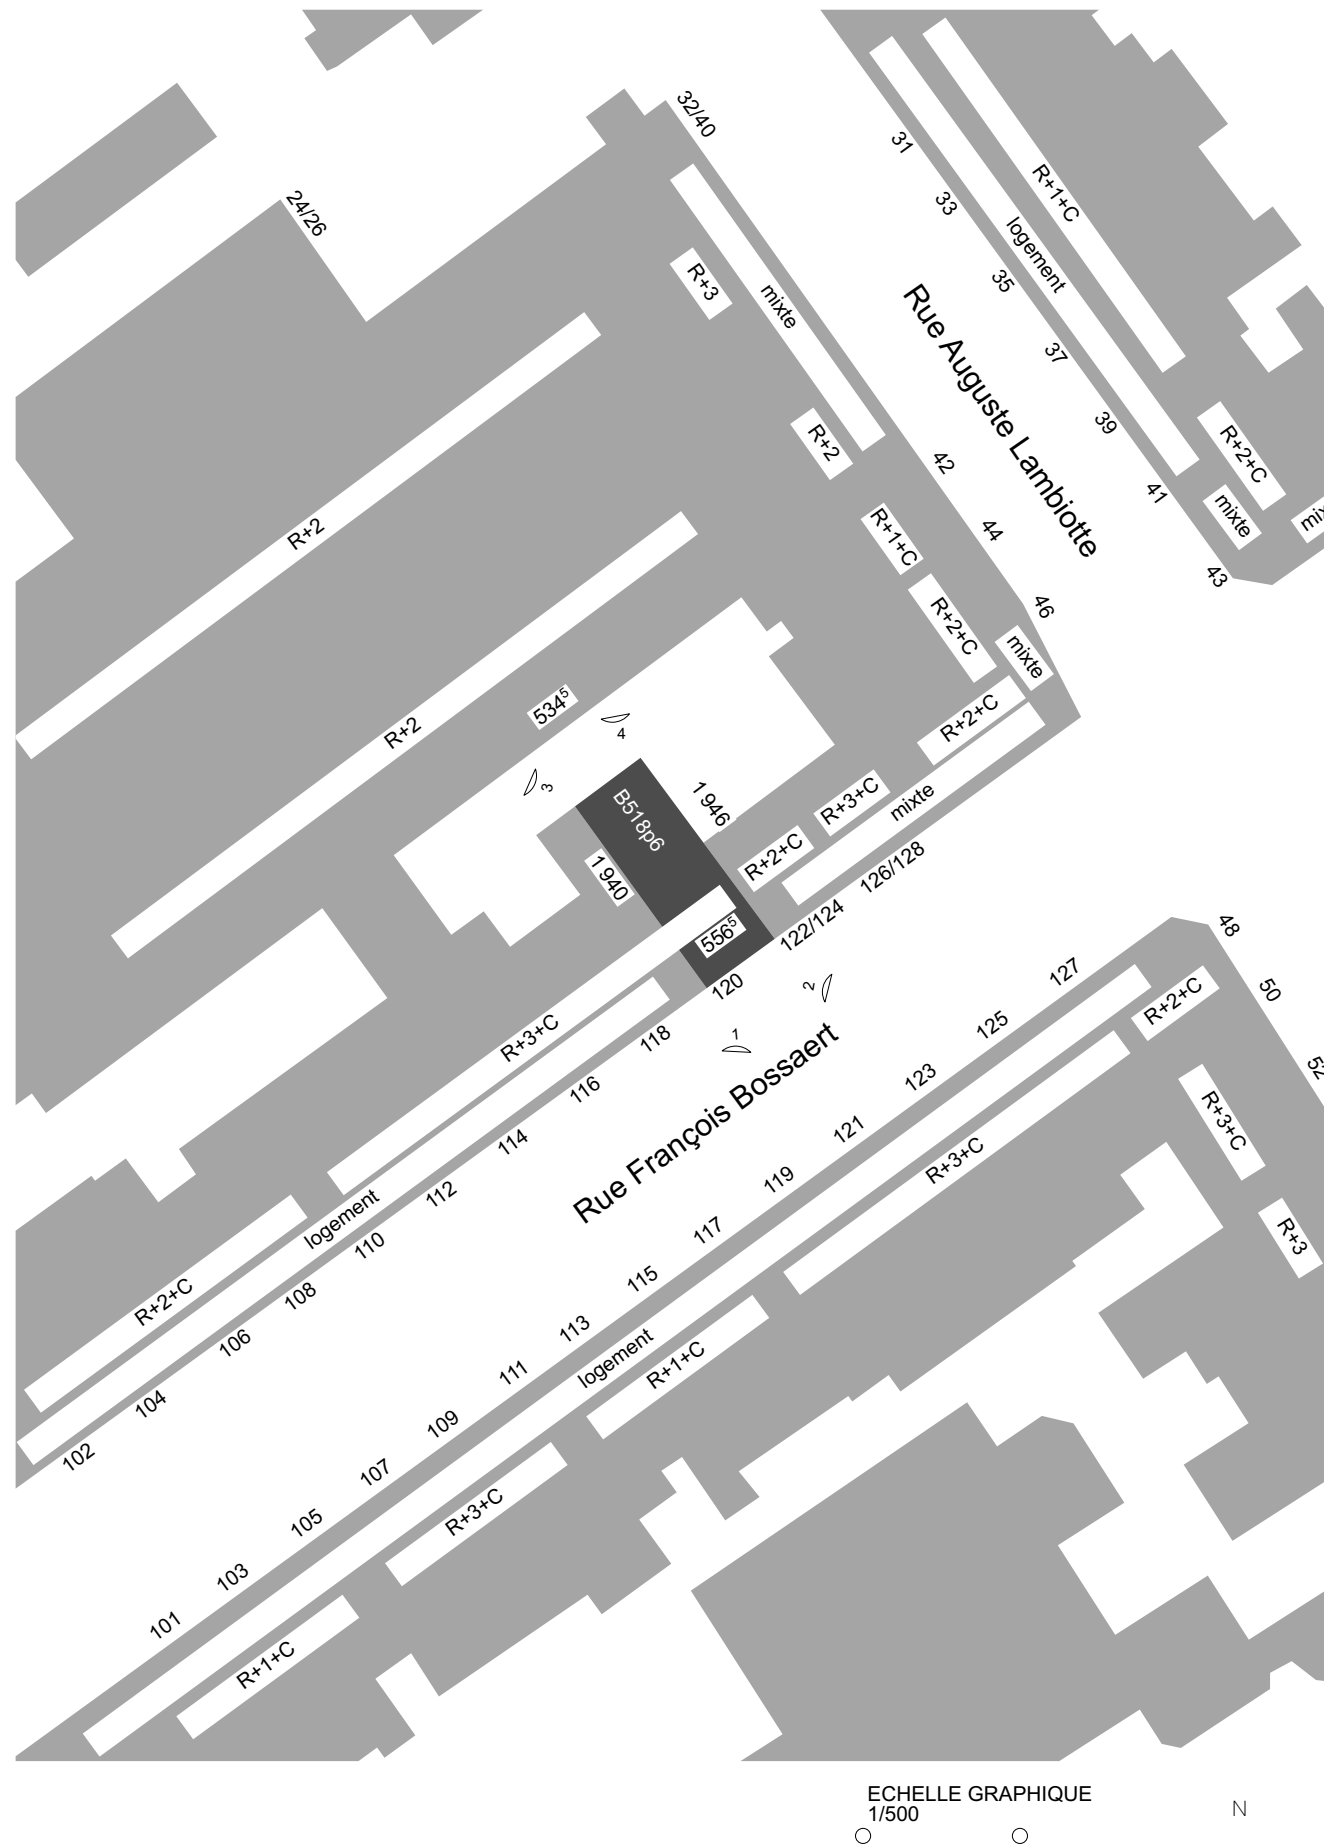 32/40
24/26
31
33
35
37
39
41
43
R+1+C
logement
R+3
mixte
Rue Auguste Lambiotte
R+2
42
44
46
R+2+C
mixte
R+1+C
R+2+C
mixte
R+2
R+2
534⁵
4
3
B518p6
1 946
1 940
R+2+C
R+3+C
R+2+C
mixte
126/128
122/124
556⁵
120
2
1
Rue François Bossaert
R+3+C
118
116
114
112
110
108
106
104
102
logement
R+2+C
48
50
52
127
125
123
121
119
117
115
113
111
109
107
105
103
101
R+2+C
R+3+C
R+3
R+3+C
logement
R+1+C
R+3+C
R+1+C
ECHELLE GRAPHIQUE
1/500
N